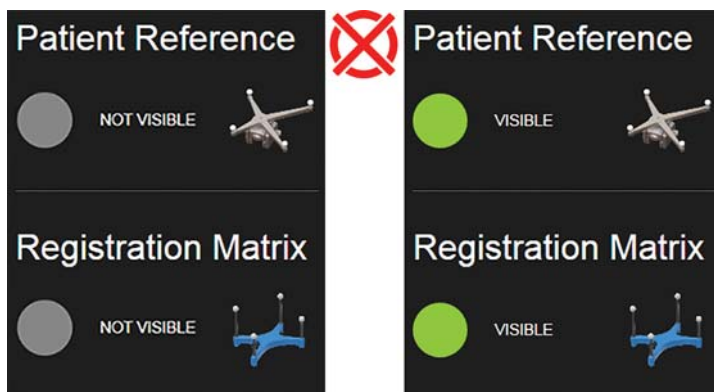 Patient Reference
NOT VISIBLE
Registration Matrix
NOT VISIBLE
Patient Reference
VISIBLE
Registration Matrix
VISIBLE